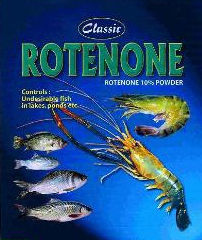 Classic
ROTENONE
ROTENONE 10% POWDER
Controls :
Undesirable fish
in lakes, ponds etc.